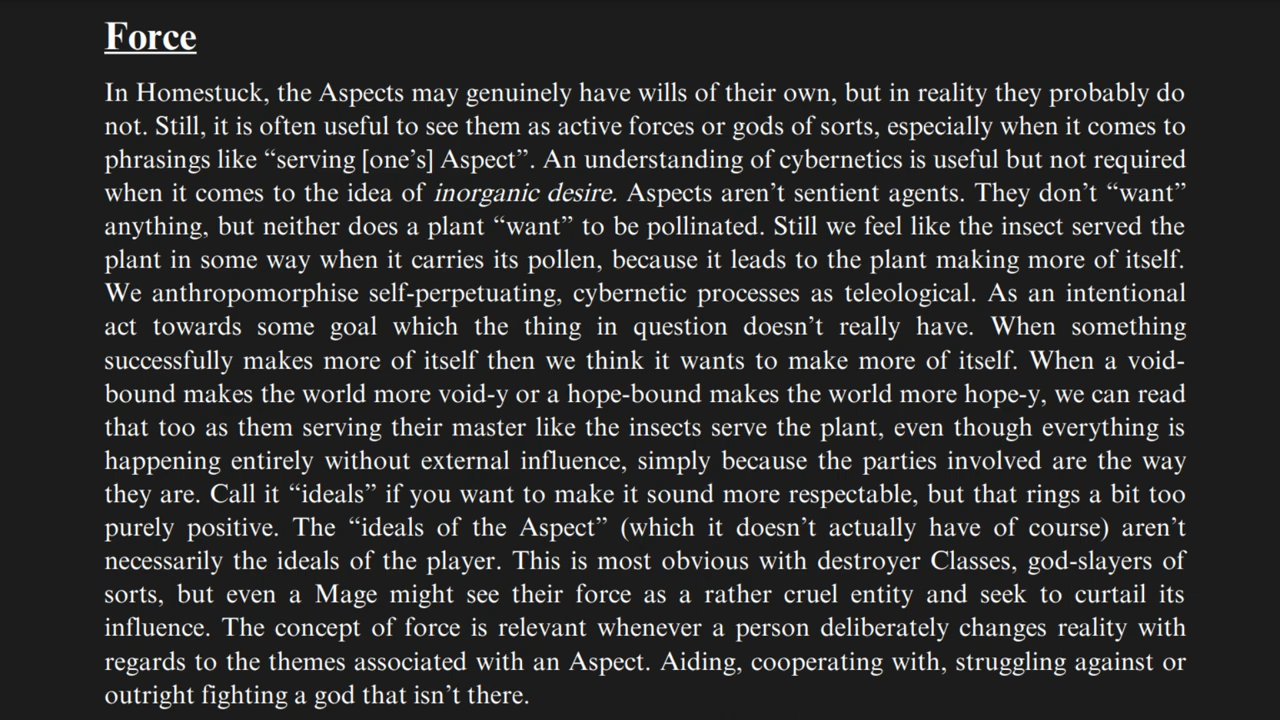 Force
In Homestuck, the Aspects may genuinely have wills of their own, but in reality they probably do
not. Still, it is often useful to see them as active forces or gods of sorts, especially when it comes to
phrasings like “serving [one’s] Aspect”. An understanding of cybernetics is useful but not required
when it comes to the idea of inorganic desire. Aspects aren’t sentient agents. They don’t “want”
anything, but neither does a plant “want” to be pollinated. Still we feel like the insect served the
plant in some way when it carries its pollen, because it leads to the plant making more of itself.
We anthropomorphise self-perpetuating, cybernetic processes as teleological. As an intentional
act towards some goal which the thing in question doesn’t really have. When something
successfully makes more of itself then we think it wants to make more of itself. When a void-
bound makes the world more void-y or a hope-bound makes the world more hope-y, we can read
that too as them serving their master like the insects serve the plant, even though everything is
happening entirely without external influence, simply because the parties involved are the way
they are. Call it “ideals” if you want to make it sound more respectable, but that rings a bit too
purely positive. The “ideals of the Aspect” (which it doesn’t actually have of course) aren’t
necessarily the ideals of the player. This is most obvious with destroyer Classes, god-slayers of
sorts, but even a Mage might see their force as a rather cruel entity and seek to curtail its
influence. The concept of force is relevant whenever a person deliberately changes reality with
regards to the themes associated with an Aspect. Aiding, cooperating with, struggling against or
outright fighting a god that isn’t there.